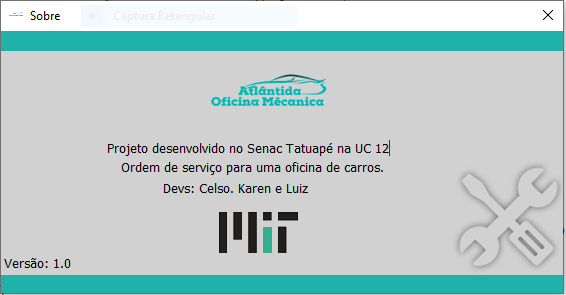 Sobre
Captura Retangular
Atlântida
Oficina Mêcanica
Projeto desenvolvido no Senac Tatuapé na UC 12
Ordem de serviço para uma oficina de carros.
Devs: Celso. Karen e Luiz
MiT
Versão: 1.0